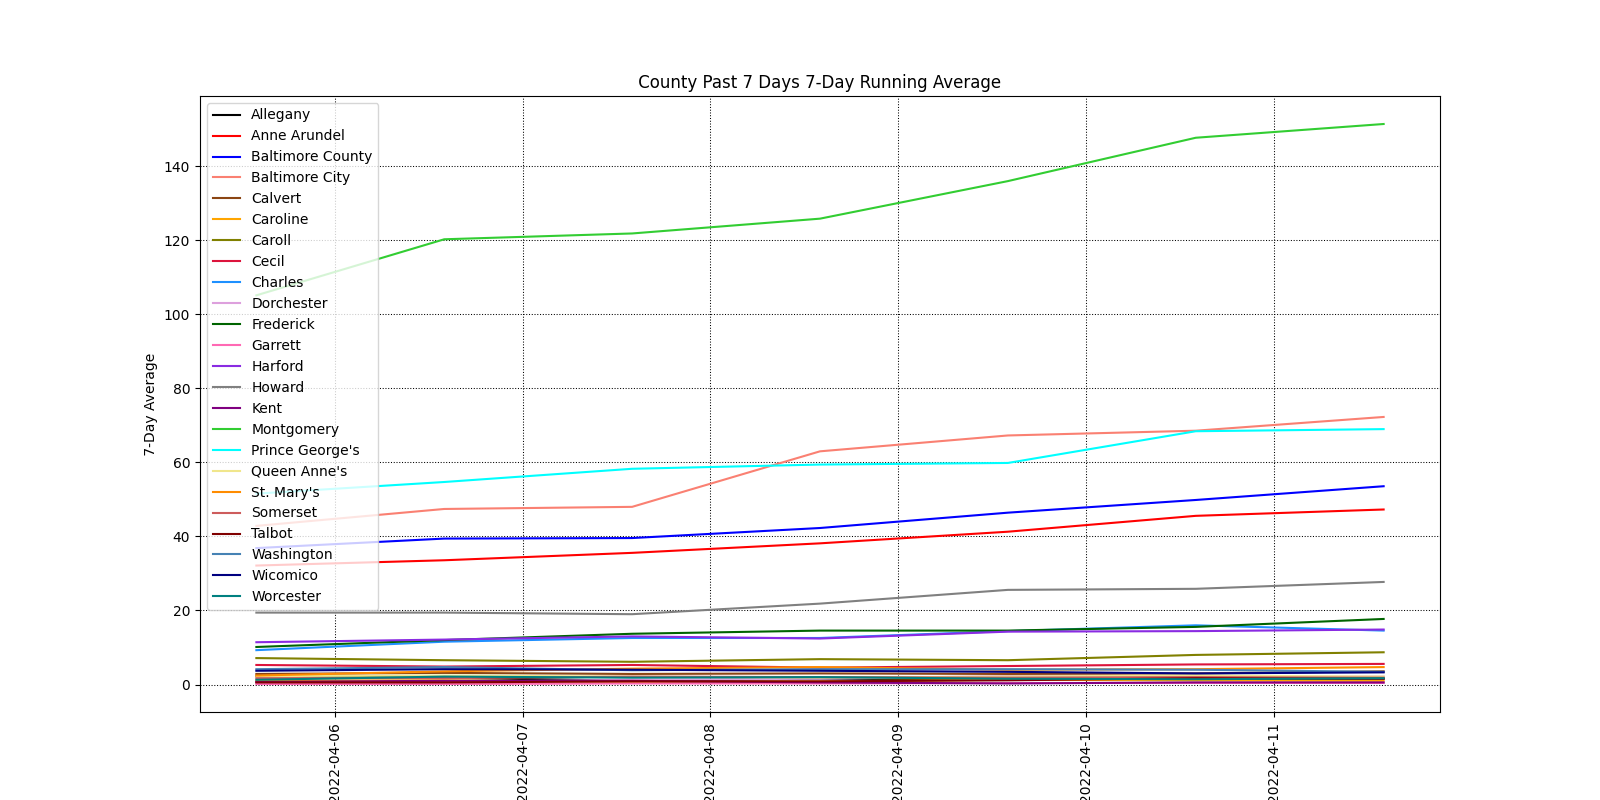 County Past 7 Days 7-Day Running Average
Allegany
Anne Arundel
Baltimore County
Baltimore City
Calvert
Caroline
Caroll
Cecil
Charles
Dorchester
Frederick
Garrett
Harford
Howard
Kent
Montgomery
Prince George's
Queen Anne's
St. Mary's
Somerset
Talbot
Washington
Wicomico
Worcester
7-Day Average
140
120
100
80
60
40
20
0
2022-04-06
2022-04-07
2022-04-08
2022-04-09
2022-04-10
2022-04-11